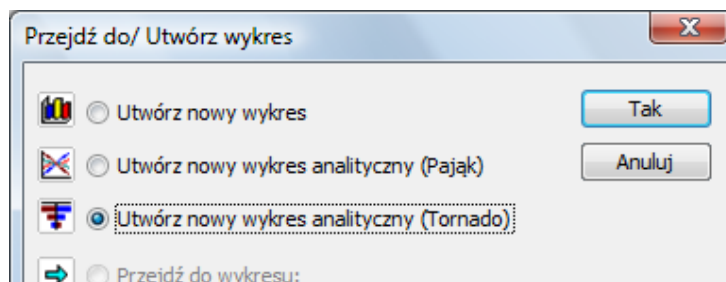 Przejdź do/ Utwórz wykres
Utwórz nowy wykres
Tak
Utwórz nowy wykres analityczny (Pająk)
Anuluj
Utwórz nowy wykres analityczny (Tornado)
Przejdź do wykresu: